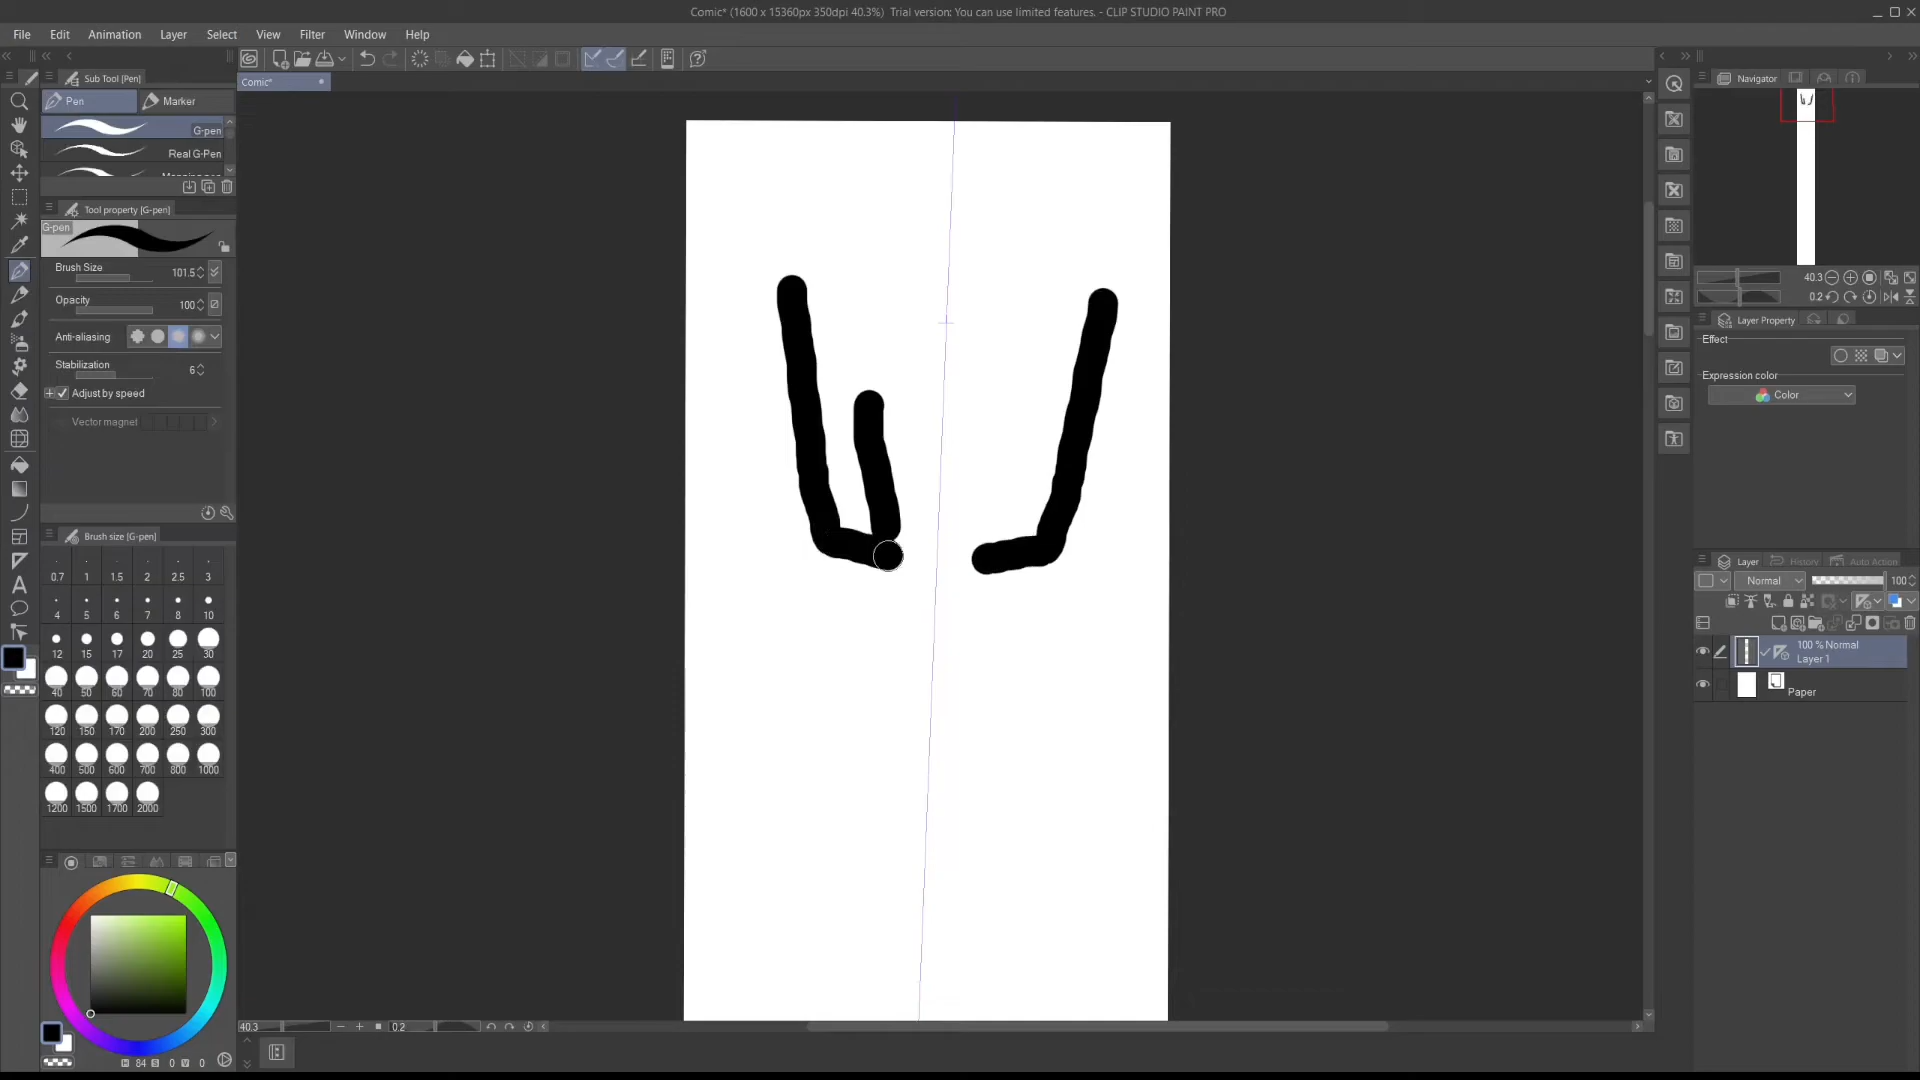 Comic* (1600 x 15360px 350dpi 40.3%) Trial version: You can use limited features. - CLIP STUDIO PAINT PRO
File Edit Animation Layer Select View Filter Window Help
Sub Tool [Pen]
Comic*
Navigator
Pen Marker
G-pen
Real G-Pen
Tool property [G-pen]
G-pen
Brush Size 101.5
Opacity 100
Anti-aliasing
Stabilization 6
Adjust by speed
Vector magnet
40.3
0.2
Layer Property
Effect
Expression color
Color
Brush size [G-pen]
0.7 1 1.5 2 2.5 3
4 5 6 7 8 10
12 15 17 20 25 30
40 50 60 70 80 100
120 150 170 200 250 300
400 500 600 700 800 1000
1200 1500 1700 2000
Layer History Auto Action
Normal 100
100 % Normal
Layer 1
Paper
40.3 0.2
H 84 S 0 V 0